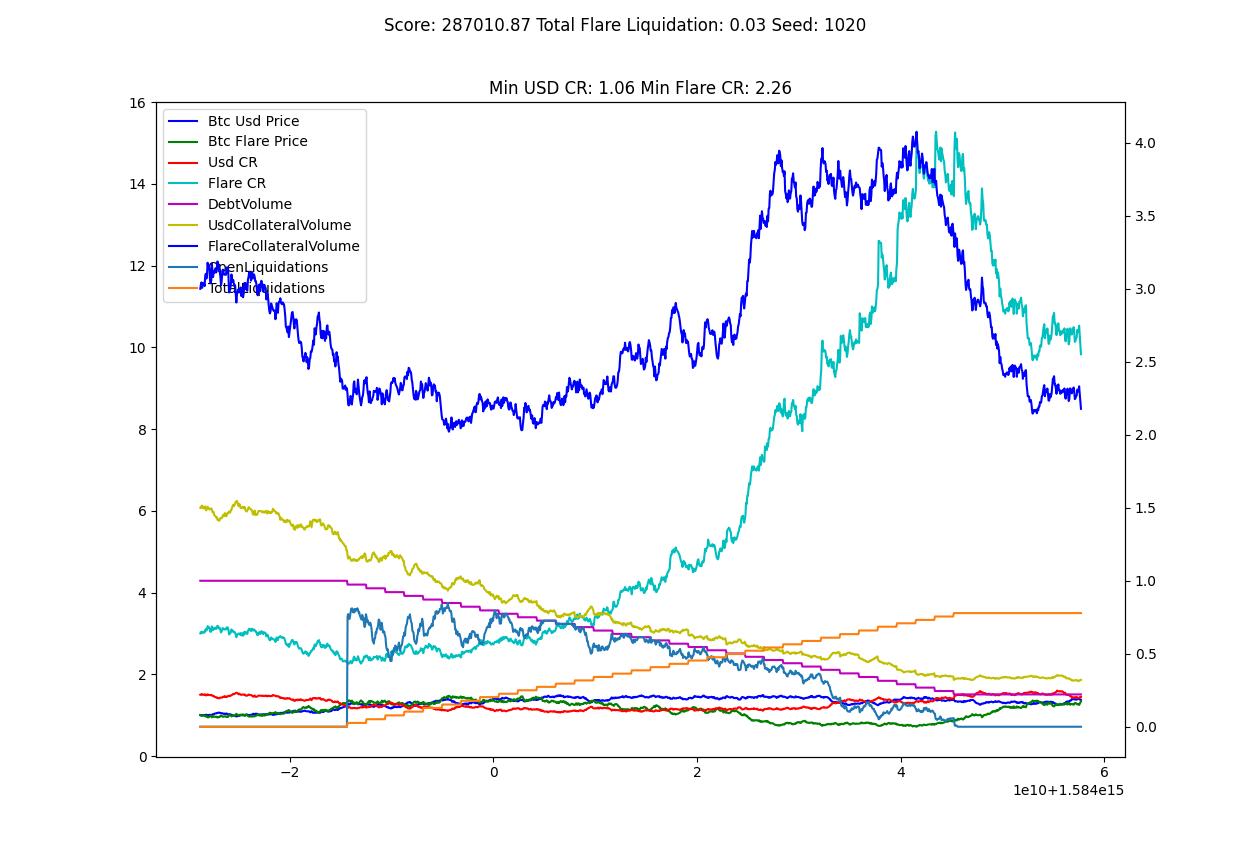 Score: 287010.87 Total Flare Liquidation: 0.03 Seed: 1020
Min USD CR: 1.06 Min Flare CR: 2.26
Btc Usd Price
Btc Flare Price
Usd CR
Flare CR
DebtVolume
UsdCollateralVolume
FlareCollateralVolume
OpenLiquidations
TotalLiquidations
16
14
12
10
8
6
4
2
0
4.0
3.5
3.0
2.5
2.0
1.5
1.0
0.5
0.0
−2
0
2
4
6
1e10+1.584e15